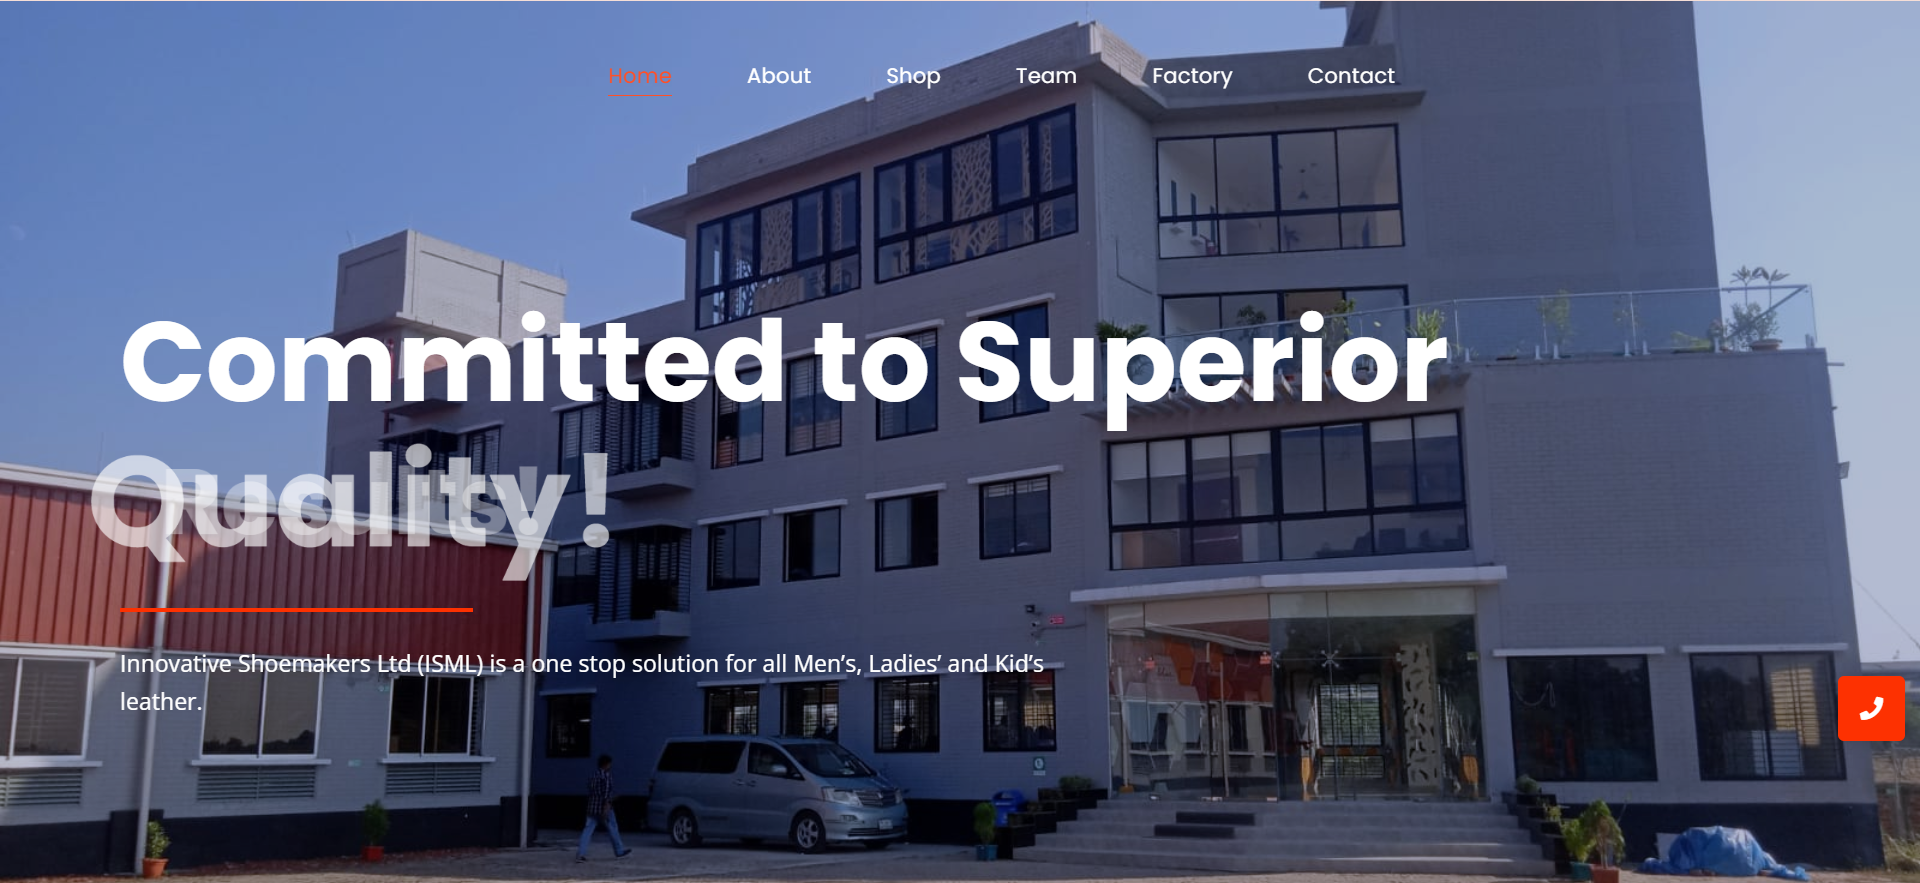 Home About Shop Team Factory Contact
Committed to Superior
Quality!
Innovative Shoemakers Ltd (ISML) is a one stop solution for all Men’s, Ladies’ and Kid’s
leather.